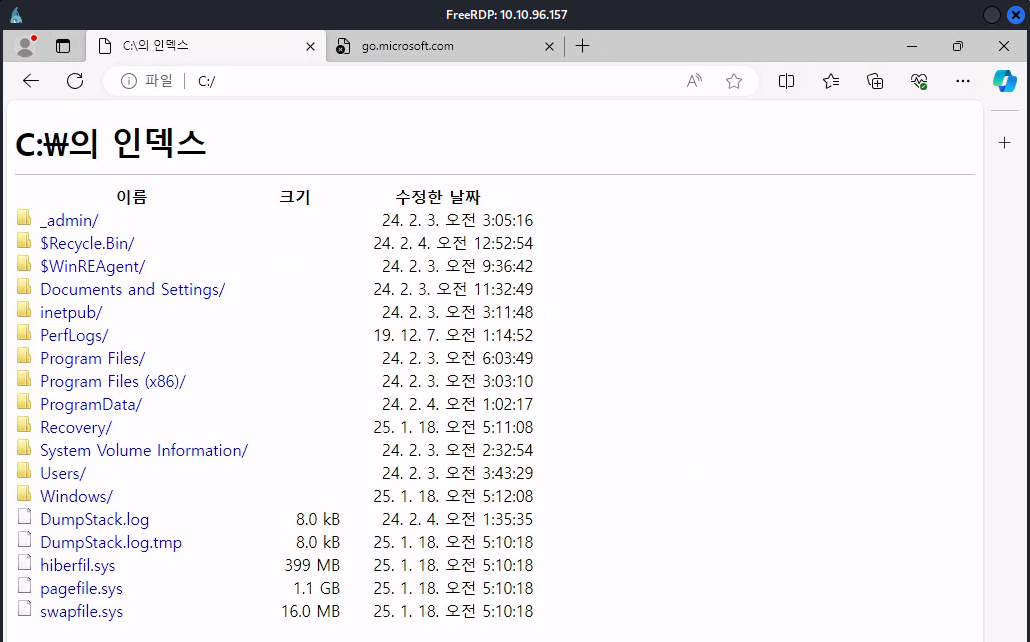 FreeRDP: 10.10.96.157
C:\의 인덱스
go.microsoft.com
파일
C:/
C:₩의 인덱스
이름 크기 수정한 날짜
_admin/ 24. 2. 3. 오전 3:05:16
$Recycle.Bin/ 24. 2. 4. 오전 12:52:54
$WinREAgent/ 24. 2. 3. 오전 9:36:42
Documents and Settings/ 24. 2. 3. 오전 11:32:49
inetpub/ 24. 2. 3. 오전 3:11:48
PerfLogs/ 19. 12. 7. 오전 1:14:52
Program Files/ 24. 2. 3. 오전 6:03:49
Program Files (x86)/ 24. 2. 3. 오전 3:03:10
ProgramData/ 24. 2. 4. 오전 1:02:17
Recovery/ 25. 1. 18. 오전 5:11:08
System Volume Information/ 24. 2. 3. 오전 2:32:54
Users/ 24. 2. 3. 오전 3:43:29
Windows/ 25. 1. 18. 오전 5:12:08
DumpStack.log 8.0 kB 24. 2. 4. 오전 1:35:35
DumpStack.log.tmp 8.0 kB 25. 1. 18. 오전 5:10:18
hiberfil.sys 399 MB 25. 1. 18. 오전 5:10:18
pagefile.sys 1.1 GB 25. 1. 18. 오전 5:10:18
swapfile.sys 16.0 MB 25. 1. 18. 오전 5:10:18